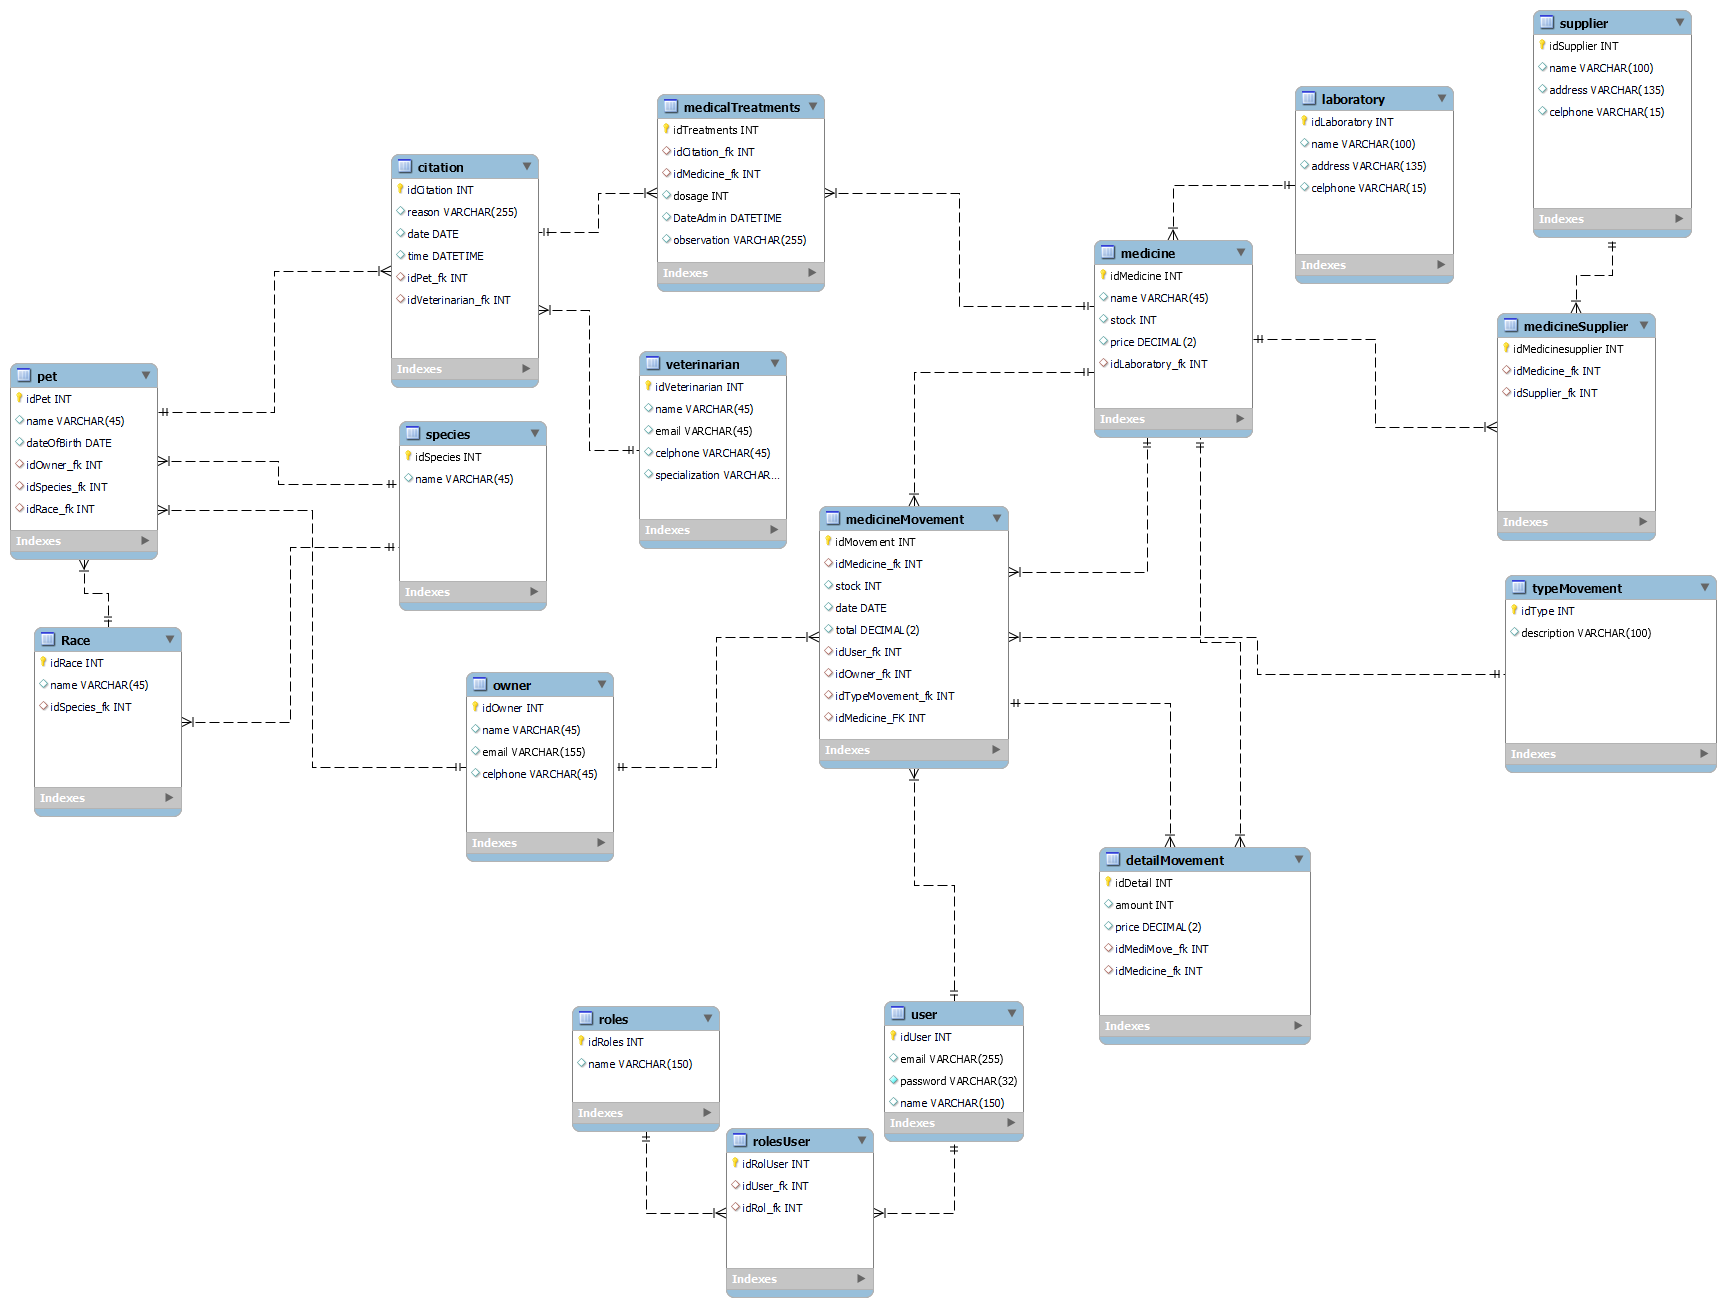 supplier
idSupplier INT
name VARCHAR(100)
address VARCHAR(135)
celphone VARCHAR(15)
Indexes
laboratory
idLaboratory INT
name VARCHAR(100)
address VARCHAR(135)
celphone VARCHAR(15)
Indexes
medicalTreatments
idTreatments INT
idCitation_fk INT
idMedicine_fk INT
dosage INT
DateAdmin DATETIME
observation VARCHAR(255)
Indexes
citation
idCitation INT
reason VARCHAR(255)
date DATE
time DATETIME
idPet_fk INT
idVeterinarian_fk INT
Indexes
medicine
idMedicine INT
name VARCHAR(45)
stock INT
price DECIMAL(2)
idLaboratory_fk INT
Indexes
medicineSupplier
idMedicinesupplier INT
idMedicine_fk INT
idSupplier_fk INT
Indexes
veterinarian
idVeterinarian INT
name VARCHAR(45)
email VARCHAR(45)
celphone VARCHAR(45)
specialization VARCHAR...
Indexes
pet
idPet INT
name VARCHAR(45)
dateOfBirth DATE
idOwner_fk INT
idSpecies_fk INT
idRace_fk INT
Indexes
species
idSpecies INT
name VARCHAR(45)
Indexes
medicineMovement
idMovement INT
idMedicine_fk INT
stock INT
date DATE
total DECIMAL(2)
idUser_fk INT
idOwner_fk INT
idTypeMovement_fk INT
idMedicine_FK INT
Indexes
typeMovement
idType INT
description VARCHAR(100)
Indexes
Race
idRace INT
name VARCHAR(45)
idSpecies_fk INT
Indexes
owner
idOwner INT
name VARCHAR(45)
email VARCHAR(155)
celphone VARCHAR(45)
Indexes
detailMovement
idDetail INT
amount INT
price DECIMAL(2)
idMediMove_fk INT
idMedicine_fk INT
Indexes
roles
idRoles INT
name VARCHAR(150)
Indexes
user
idUser INT
email VARCHAR(255)
password VARCHAR(32)
name VARCHAR(150)
Indexes
rolesUser
idRolUser INT
idUser_fk INT
idRol_fk INT
Indexes